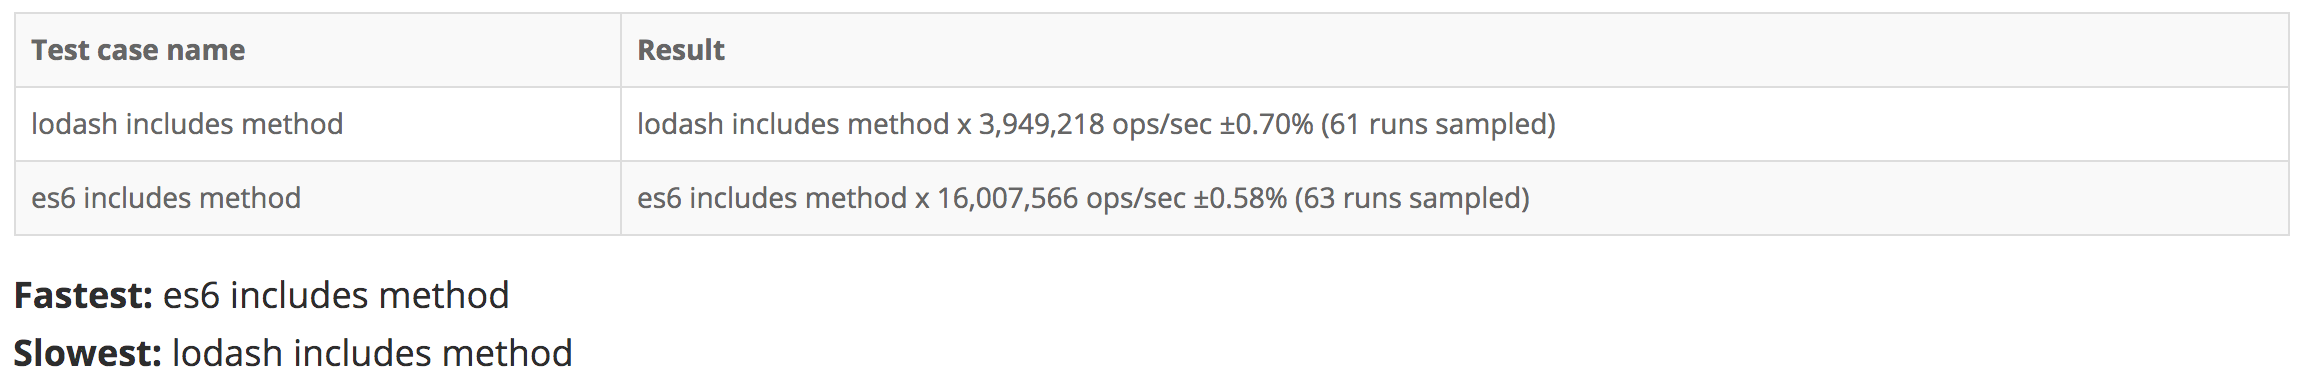 Test case name Result
lodash includes method lodash includes method x 3,949,218 ops/sec ±0.70% (61 runs sampled)
es6 includes method es6 includes method x 16,007,566 ops/sec ±0.58% (63 runs sampled)
Fastest: es6 includes method
Slowest: lodash includes method